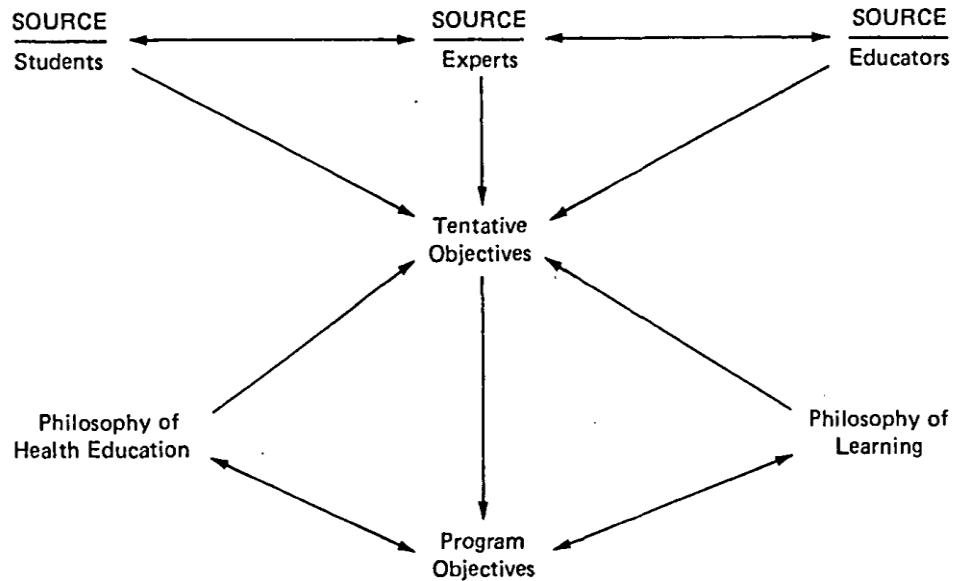 SOURCE
Students
SOURCE
Experts
SOURCE
Educators
Tentative
Objectives
Philosophy of
Health Education
Philosophy of
Learning
Program
Objectives